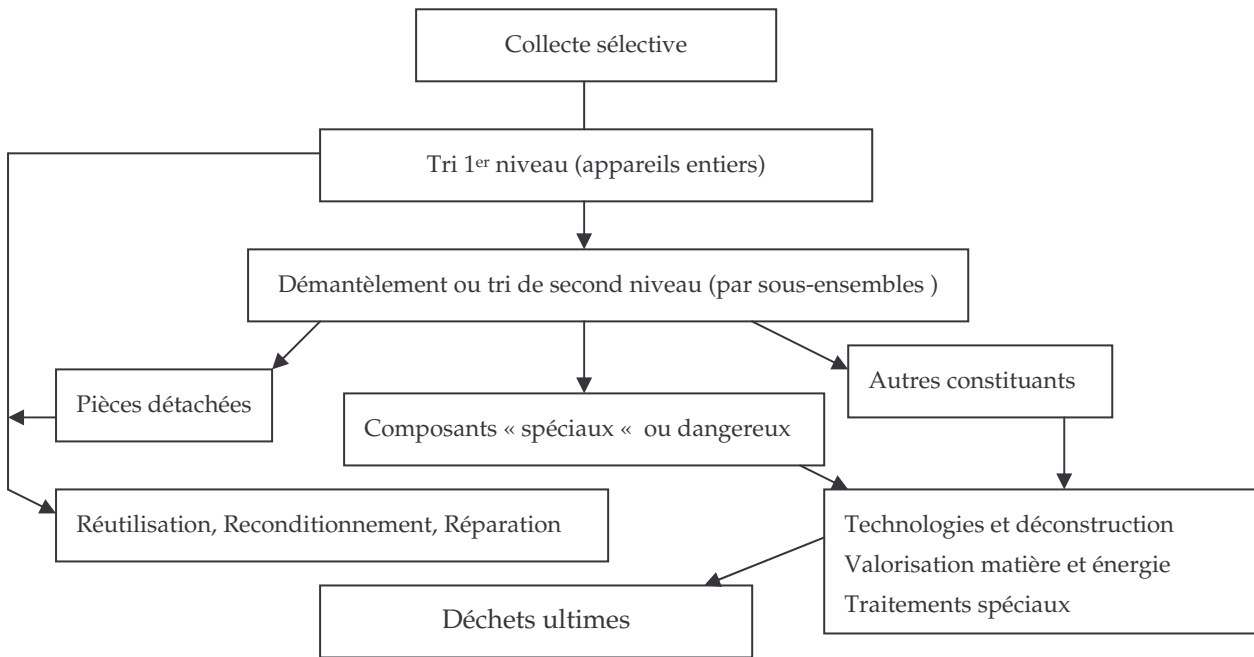 Collecte sélective
Tri 1er niveau (appareils entiers)
Démantèlement ou tri de second niveau (par sous-ensembles )
Pièces détachées
Autres constituants
Composants « spéciaux « ou dangereux
Réutilisation, Reconditionnement, Réparation
Technologies et déconstruction
Valorisation matière et énergie
Traitements spéciaux
Déchets ultimes